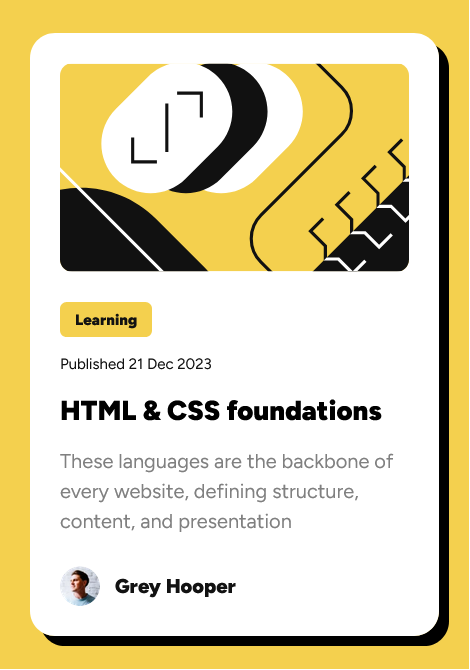 Learning
Published 21 Dec 2023
HTML & CSS foundations
These languages are the backbone of
every website, defining structure,
content, and presentation
Grey Hooper